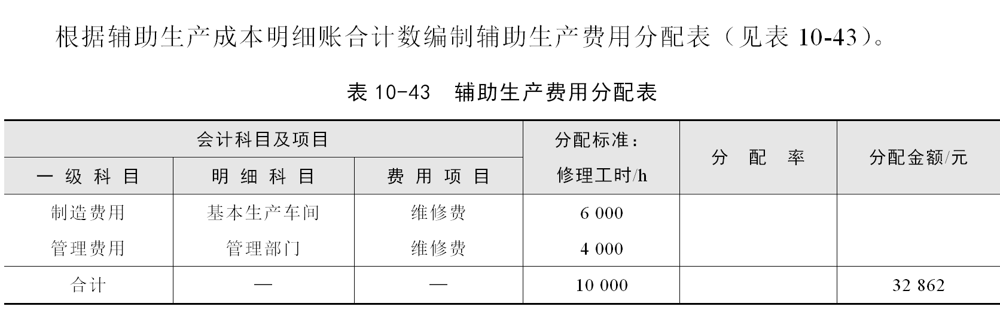 根据辅助生产成本明细账合计数编制辅助生产费用分配表（见表 10-43）。
表 10-43 辅助生产费用分配表
会计科目及项目 分配标准：修理工时/h 分配率 分配金额/元
一级科目 明细科目 费用项目
制造费用 基本生产车间 维修费 6 000
管理费用 管理部门 维修费 4 000
合计 — — 10 000 32 862